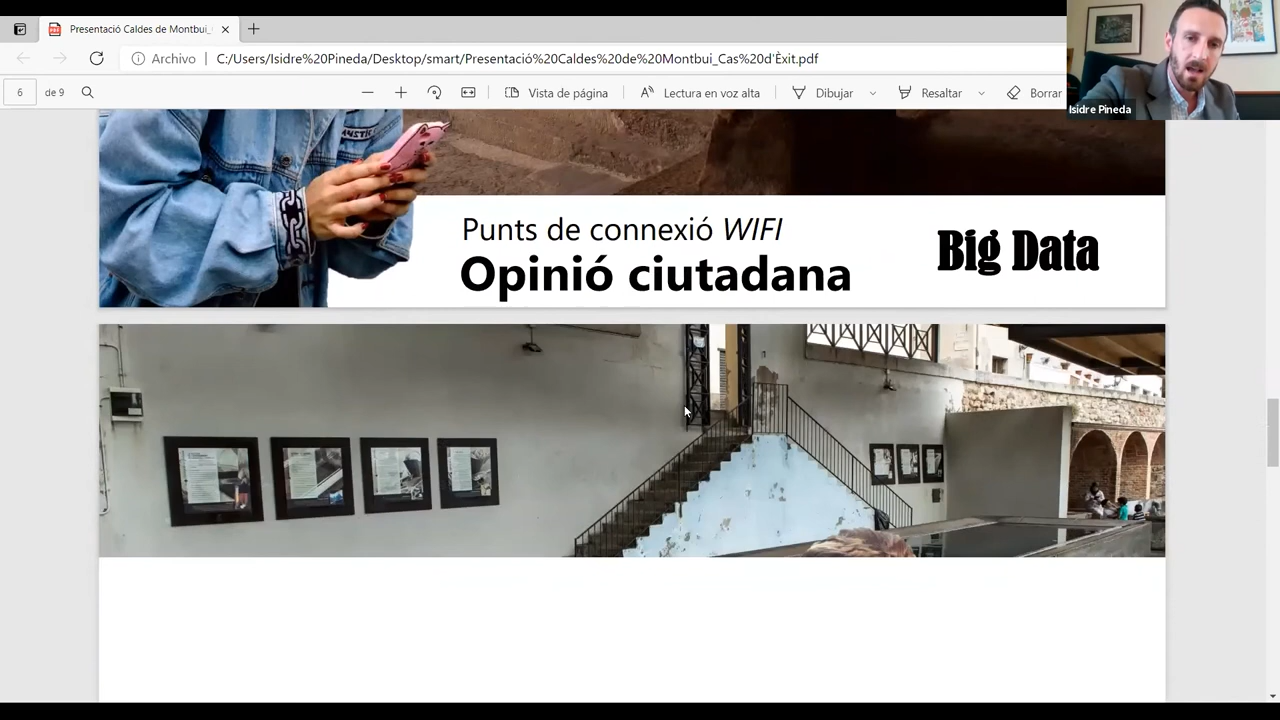 Presentació Caldes de Montbui_
Archivo
C:/Users/Isidre%20Pineda/Desktop/smart/Presentació%20Caldes%20de%20Montbui_Cas%20d'Èxit.pdf
6
de 9
Vista de página
Lectura en voz alta
Dibujar
Resaltar
Borrar
Isidre Pineda
Punts de connexió WIFI
Opinió ciutadana
Big Data